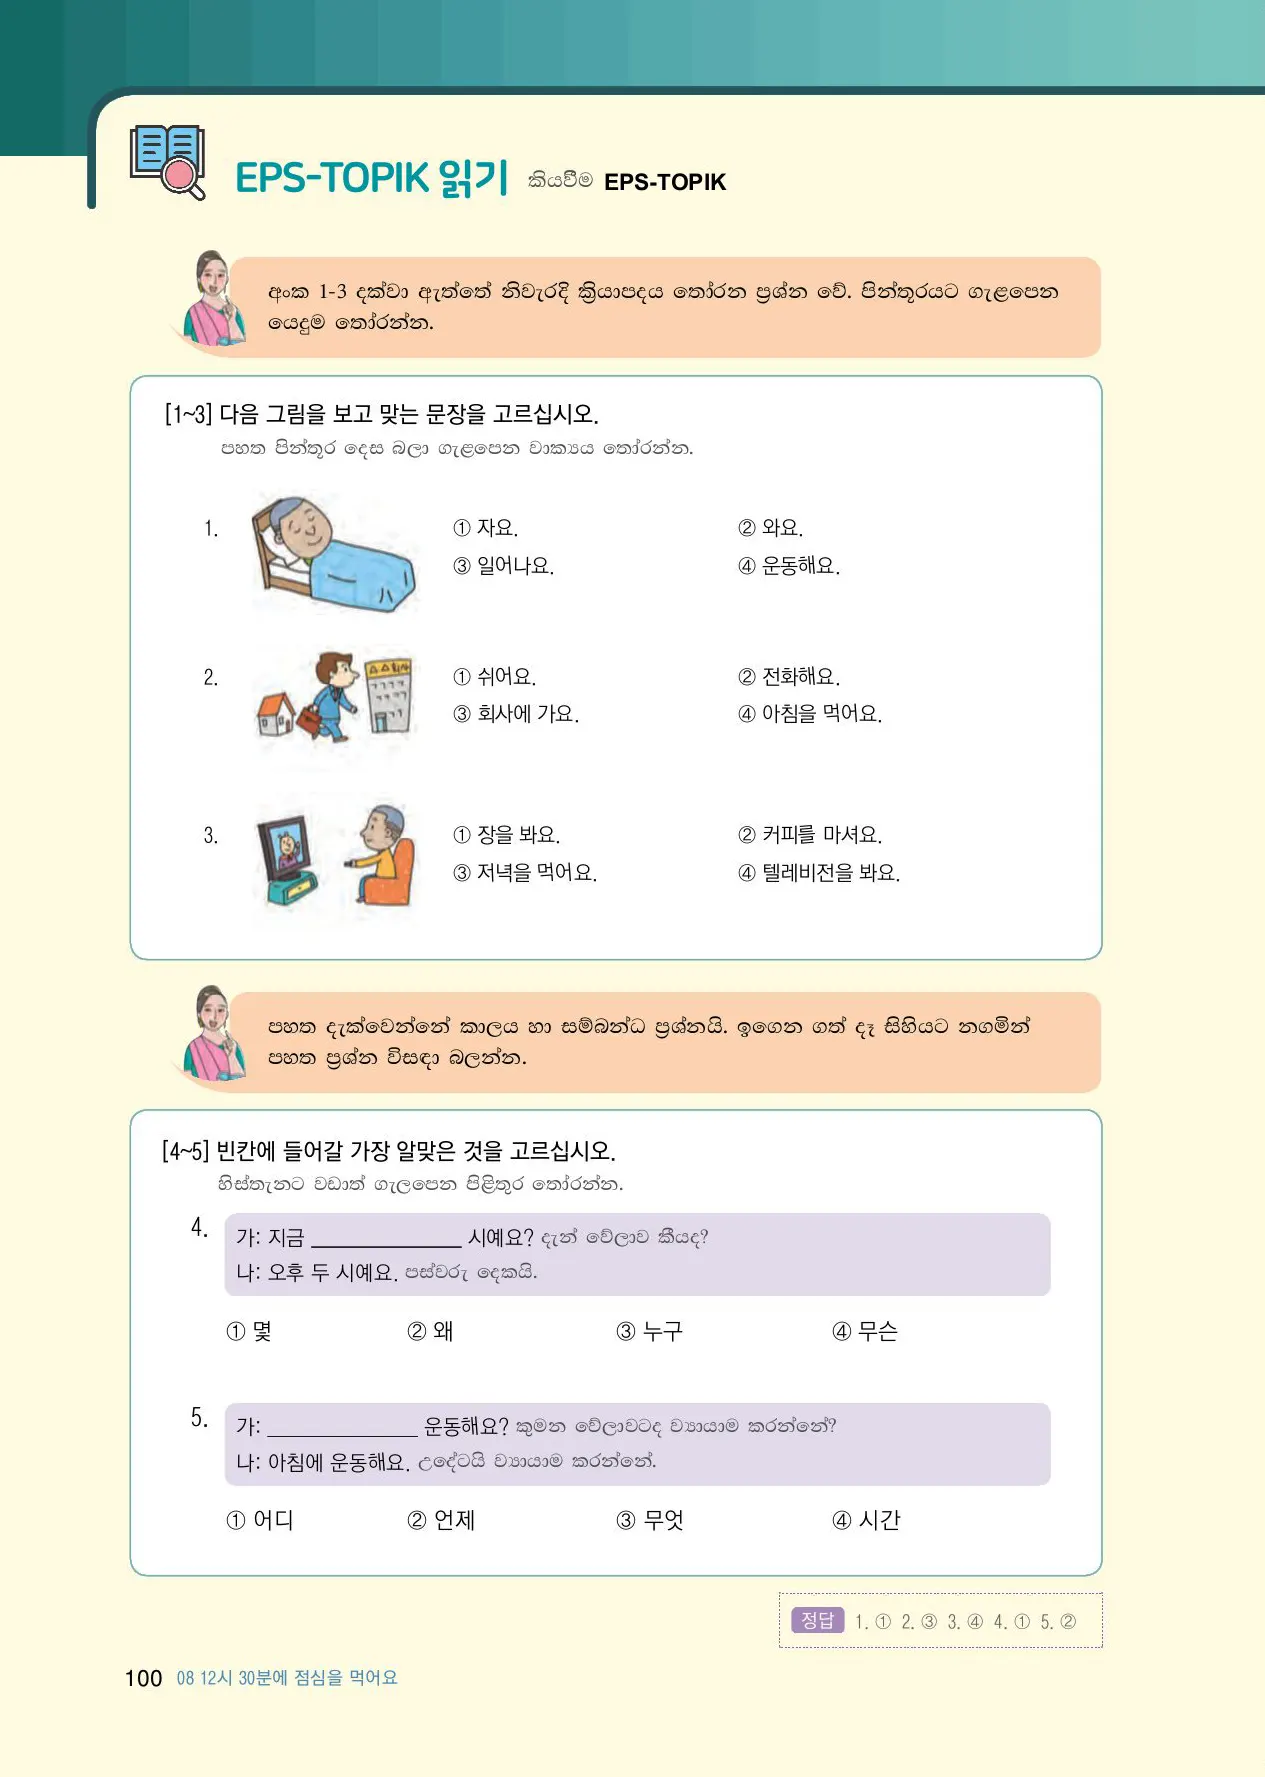 EPS-TOPIK 읽기 කියවීම EPS-TOPIK
අංක 1-3 දක්වා ඇත්තේ නිවැරදි ක්‍රියාපදය තෝරන ප්‍රශ්න වේ. පින්තූරයට ගැළපෙන
යෙදුම තෝරන්න.
[1~3] 다음 그림을 보고 맞는 문장을 고르십시오.
පහත පින්තූර දෙස බලා ගැළපෙන වාක්‍යය තෝරන්න.
1. ① 자요. ② 와요.
③ 일어나요. ④ 운동해요.
2. ① 쉬어요. ② 전화해요.
③ 회사에 가요. ④ 아침을 먹어요.
3. ① 장을 봐요. ② 커피를 마셔요.
③ 저녁을 먹어요. ④ 텔레비전을 봐요.
පහත දැක්වෙන්නේ කාලය හා සම්බන්ධ ප්‍රශ්නයි. ඉගෙන ගත් දෑ සිහියට නගමින්
පහත ප්‍රශ්න විසඳා බලන්න.
[4~5] 빈칸에 들어갈 가장 알맞은 것을 고르십시오.
හිස්තැනට වඩාත් ගැලපෙන පිළිතුර තෝරන්න.
4. 가: 지금 ______________ 시예요? දැන් වේලාව කීයද?
나: 오후 두 시예요. පස්වරු දෙකයි.
① 몇 ② 왜 ③ 누구 ④ 무슨
5. 가: ______________ 운동해요? කුමන වේලාවටද ව්‍යායාම කරන්නේ?
나: 아침에 운동해요. උදේටයි ව්‍යායාම කරන්නේ.
① 어디 ② 언제 ③ 무엇 ④ 시간
정답 1. ① 2. ③ 3. ④ 4. ① 5. ②
100 08 12시 30분에 점심을 먹어요